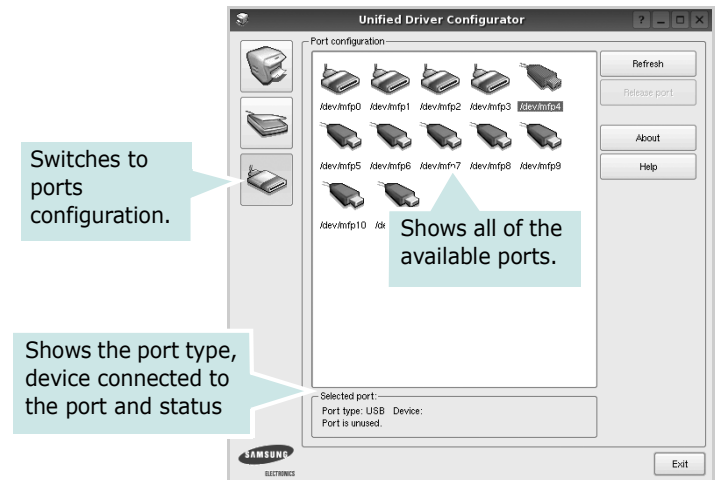 Unified Driver Configurator
Port configuration
/dev/mfp0 /dev/mfp1 /dev/mfp2 /dev/mfp3 /dev/mfp4
Refresh
Release port
About
Help
/dev/mfp5 /dev/mfp6 /dev/mfp7 /dev/mfp8 /dev/mfp9
/dev/mfp10
Switches to
ports
configuration.
Shows all of the
available ports.
Shows the port type,
device connected to
the port and status
Selected port:
Port type: USB Device:
Port is unused.
SAMSUNG
ELECTRONICS
Exit